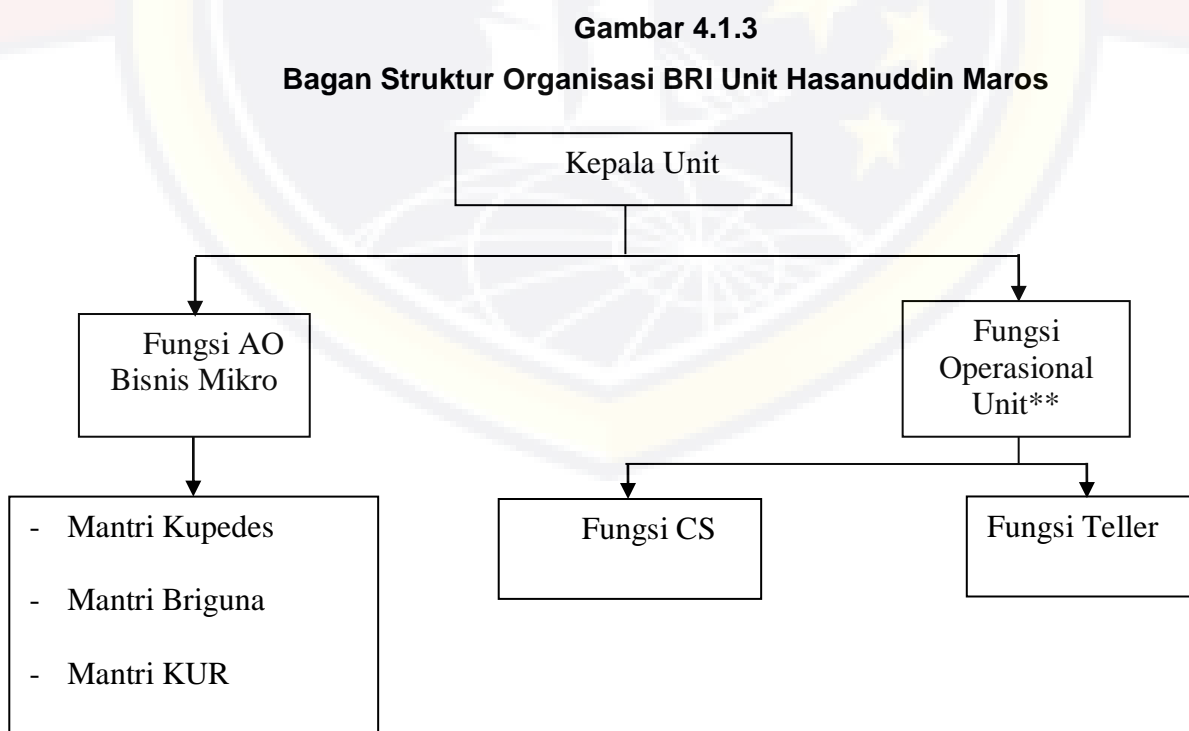 Gambar 4.1.3
Bagan Struktur Organisasi BRI Unit Hasanuddin Maros
Kepala Unit
Fungsi AO
Bisnis Mikro
Fungsi
Operasional
Unit**
- Mantri Kupedes
- Mantri Briguna
- Mantri KUR
Fungsi CS
Fungsi Teller